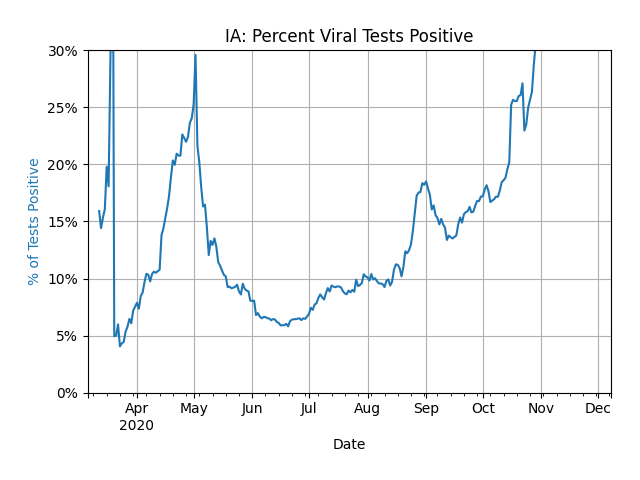 IA: Percent Viral Tests Positive
30%
25%
20%
15%
10%
5%
0%
% of Tests Positive
Apr May Jun Jul Aug Sep Oct Nov Dec
2020
Date